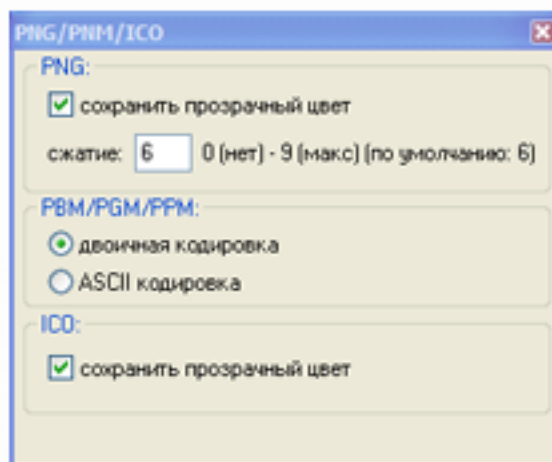 PNG/PNM/ICO
PNG:
сохранить прозрачный цвет
сжатие: 6 0 (нет) - 9 (макс) (по умолчанию: 6)
PBM/PGM/PPM:
двоичная кодировка
ASCII кодировка
ICO:
сохранить прозрачный цвет